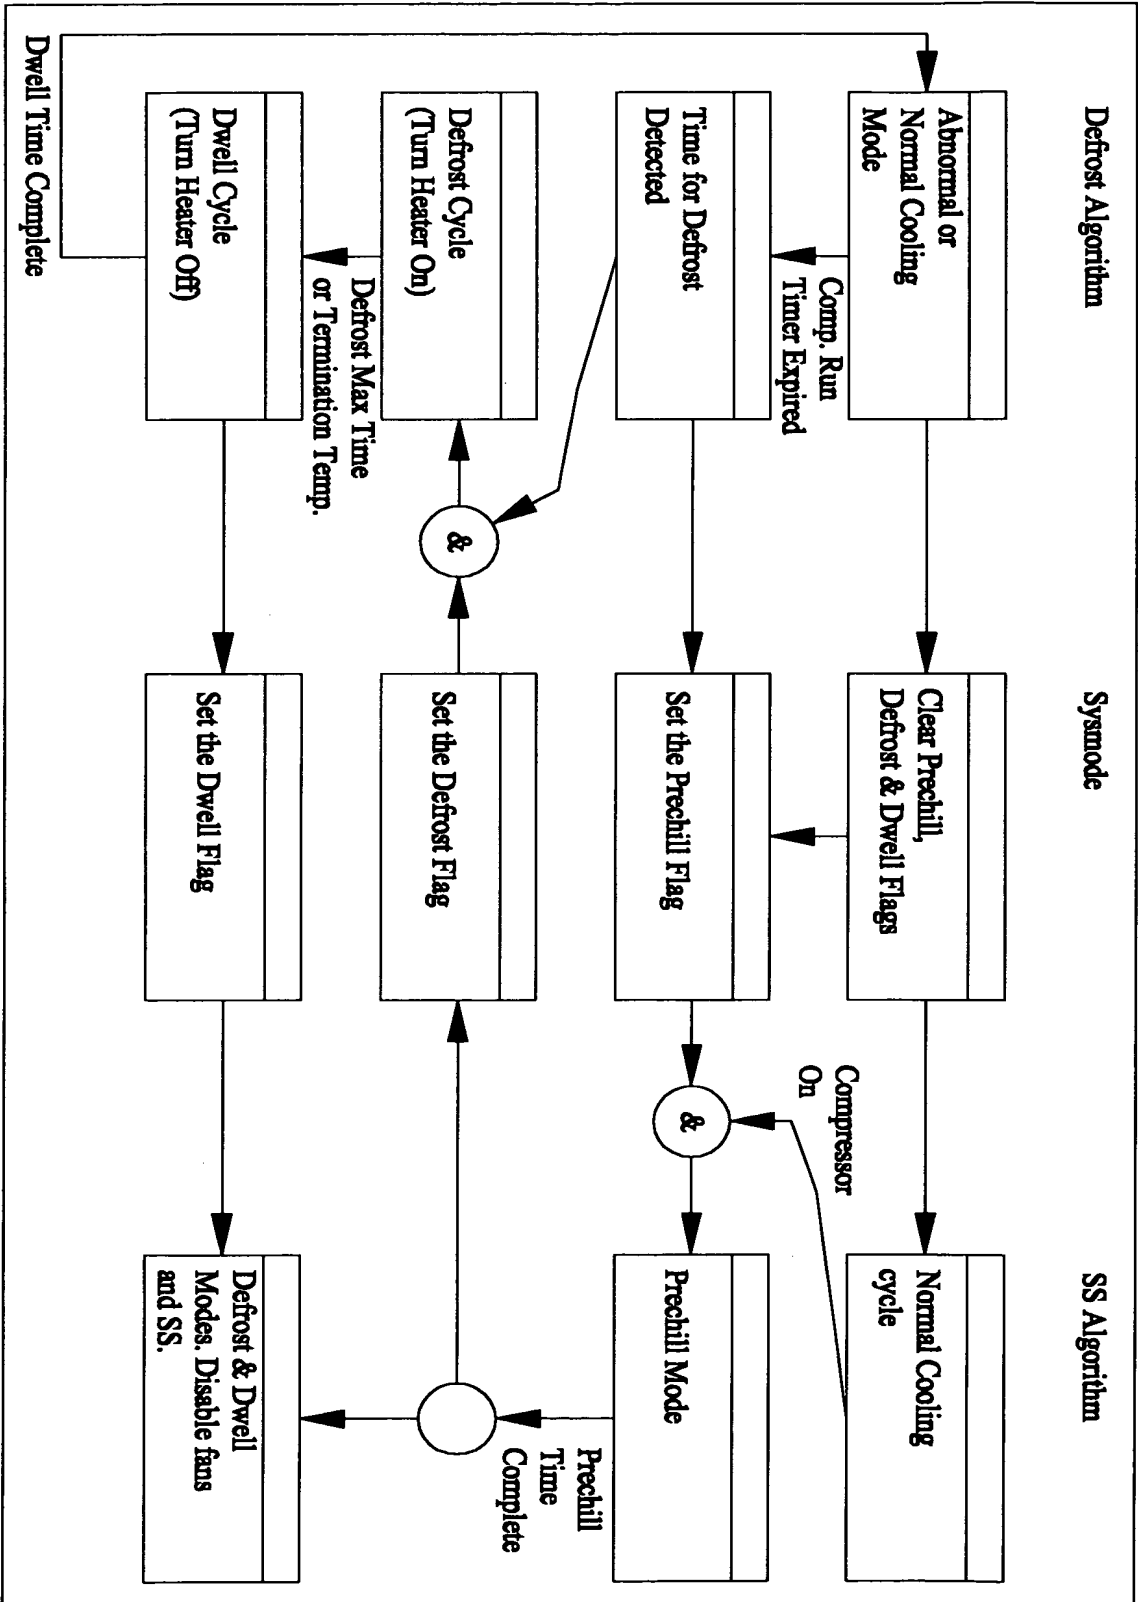 Defrost Algorithm
Sysmode
SS Algorithm
Abnormal or
Normal Cooling
Mode
Clear Prechill,
Defrost & Dwell Flags
Normal Cooling
cycle
Comp. Run
Timer Expired
Compressor
On
Time for Defrost
Detected
Set the Prechill Flag
&
Prechill Mode
Prechill
Time
Complete
Defrost Cycle
(Turn Heater On)
&
Set the Defrost Flag
Defrost Max Time
or Termination Temp.
Dwell Cycle
(Turn Heater Off)
Set the Dwell Flag
Defrost & Dwell
Modes. Disable fans
and SS.
Dwell Time Complete